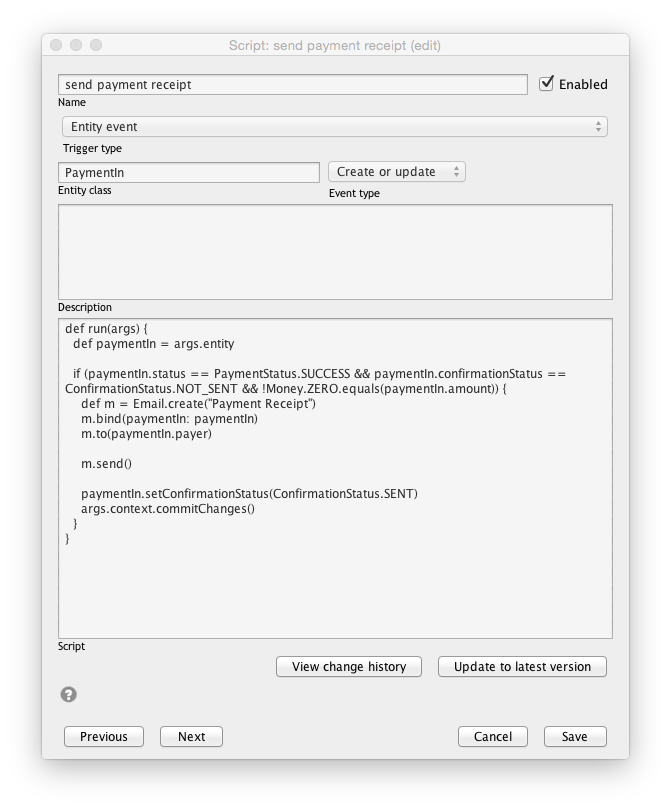 Script: send payment receipt (edit)
send payment receipt
Enabled
Name
Entity event
Trigger type
PaymentIn
Create or update
Entity class
Event type
Description
def run(args) {
  def paymentIn = args.entity
  if (paymentIn.status == PaymentStatus.SUCCESS && paymentIn.confirmationStatus ==
ConfirmationStatus.NOT_SENT && !Money.ZERO.equals(paymentIn.amount)) {
    def m = Email.create("Payment Receipt")
    m.bind(paymentIn: paymentIn)
    m.to(paymentIn.payer)
    m.send()
    paymentIn.setConfirmationStatus(ConfirmationStatus.SENT)
    args.context.commitChanges()
  }
}
Script
View change history
Update to latest version
?
Previous
Next
Cancel
Save